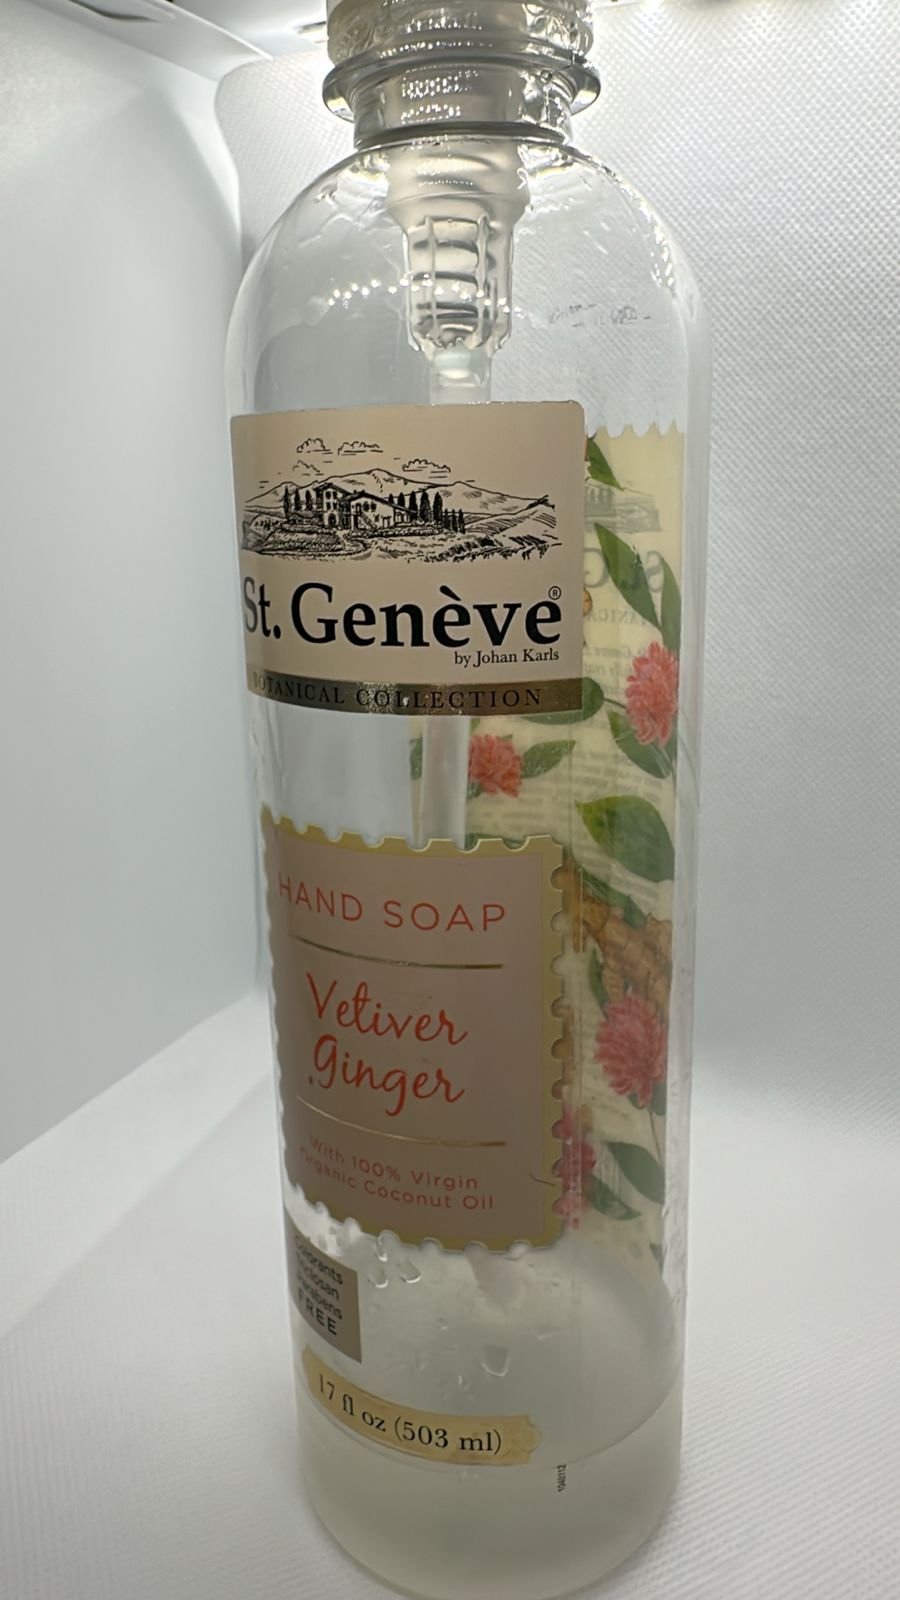 St. Genève®
by Johan Karls
BOTANICAL COLLECTION
HAND SOAP
Vetiver
Ginger
With 100% Virgin
Organic Coconut Oil
Colorants
Triclosan
Parabens
FREE
17 fl oz (503 ml)